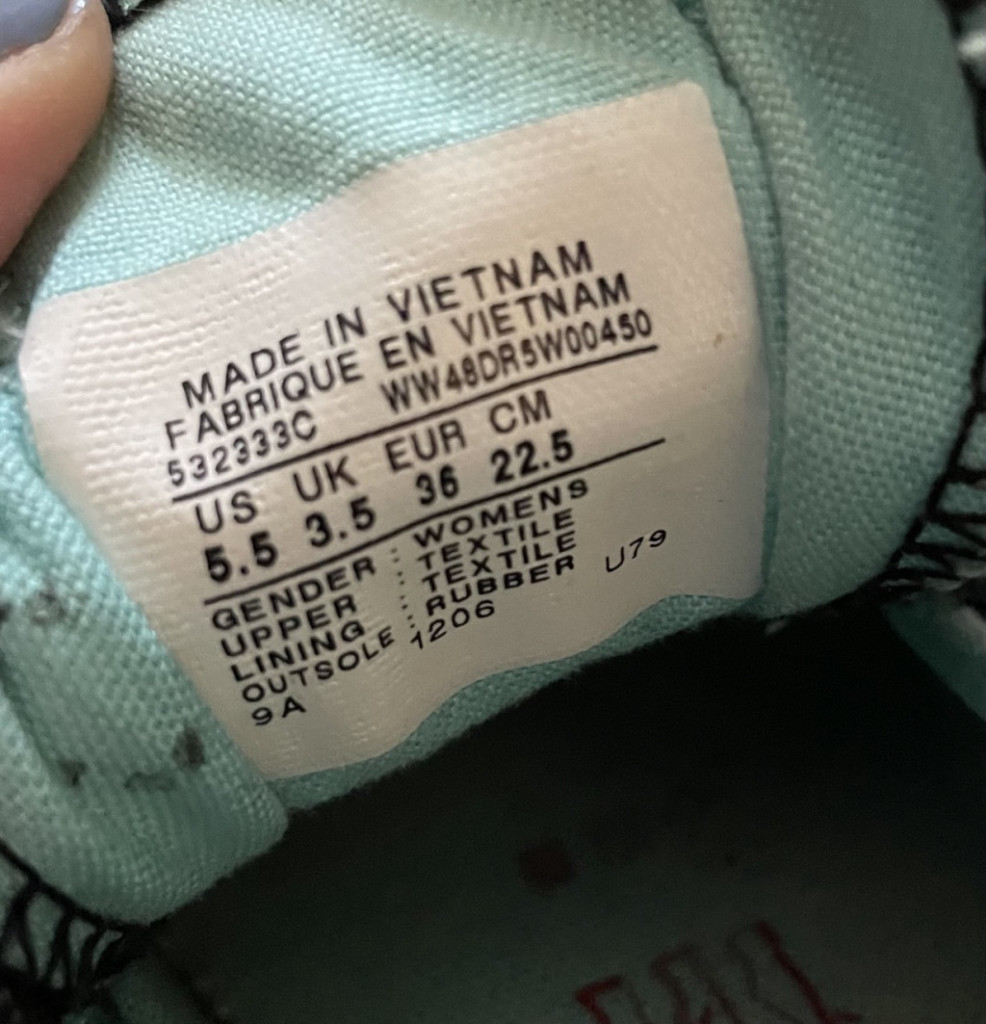 MADE IN VIETNAM
FABRIQUE EN VIETNAM
532333C WW48DR5W00450
US UK EUR CM
5.5 3.5 36 22.5
GENDER : WOMENS
UPPER : TEXTILE
LINING : TEXTILE
OUTSOLE : RUBBER
9A 1206 U79